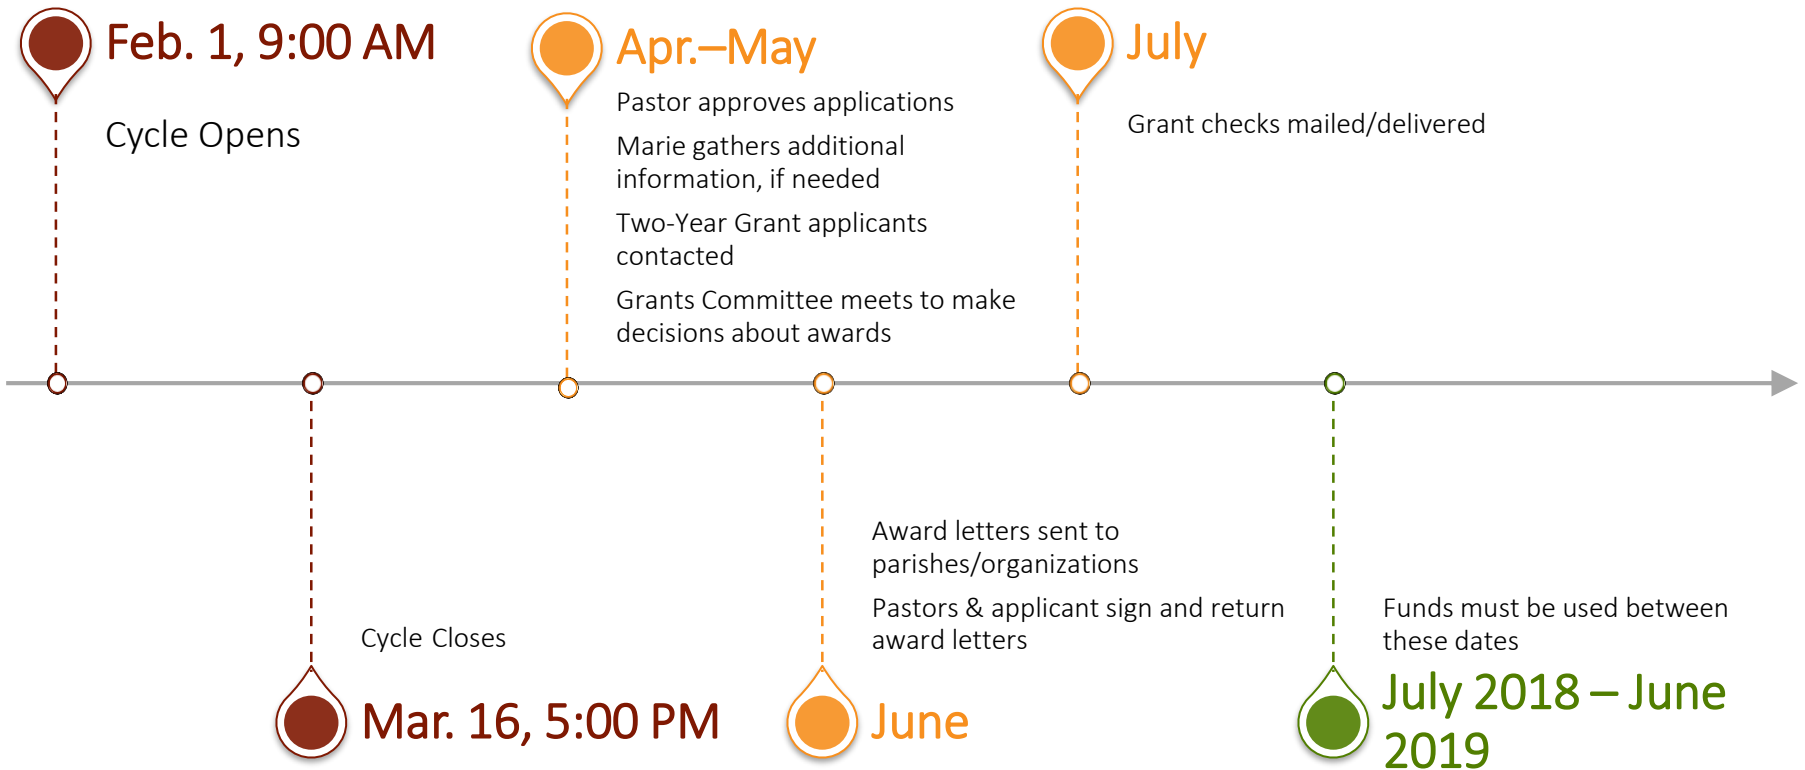 Feb. 1, 9:00 AM
Cycle Opens
Apr.–May
Pastor approves applications
Marie gathers additional
information, if needed
Two-Year Grant applicants
contacted
Grants Committee meets to make
decisions about awards
July
Grant checks mailed/delivered
Cycle Closes
Mar. 16, 5:00 PM
Award letters sent to
parishes/organizations
Pastors & applicant sign and return
award letters
June
Funds must be used between
these dates
July 2018 – June
2019